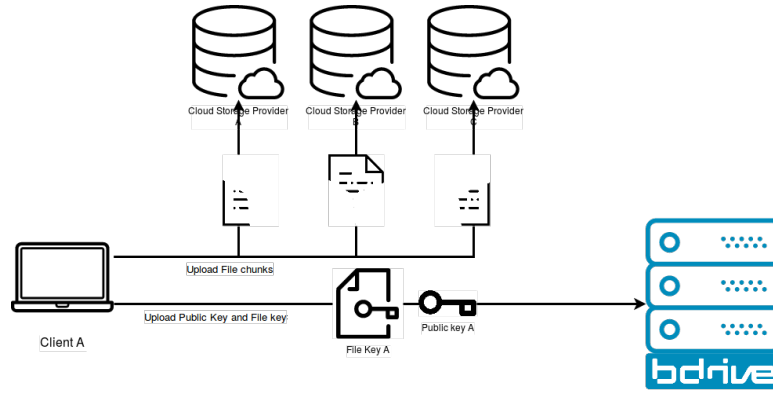 Cloud Storage Provider
A
Cloud Storage Provider
B
Cloud Storage Provider
C
Upload File chunks
Upload Public Key and File key
Client A
File Key A
Public key A
bdrive